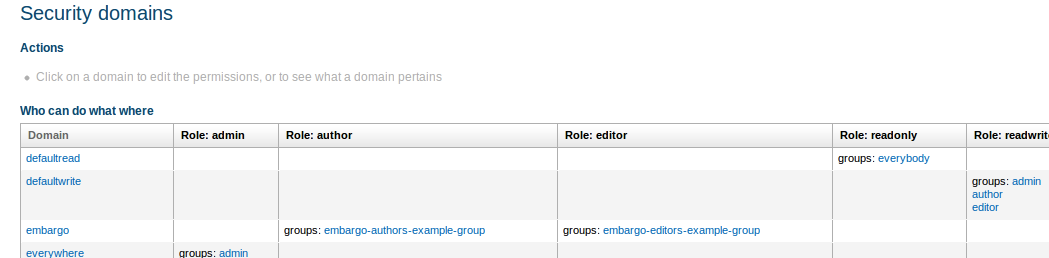 Security domains
Actions
Click on a domain to edit the permissions, or to see what a domain pertains
Who can do what where
Domain Role: admin Role: author Role: editor Role: readonly Role: readwrite
defaultread groups: everybody
defaultwrite groups: admin
author
editor
embargo groups: embargo-authors-example-group groups: embargo-editors-example-group
everywhere groups: admin